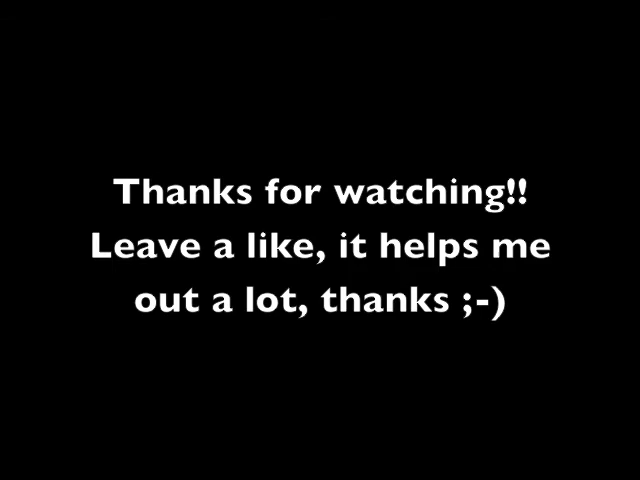 Thanks for watching!!
Leave a like, it helps me
out a lot, thanks ;-)